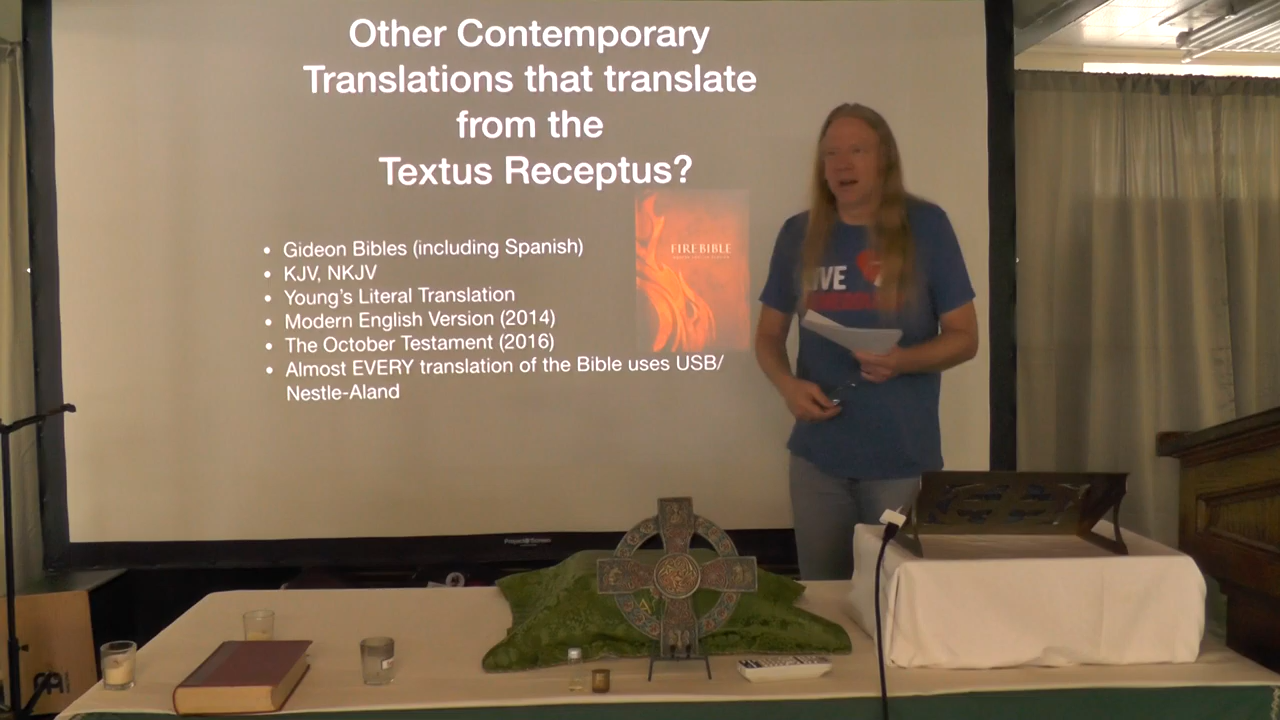 Other Contemporary
Translations that translate
from the
Textus Receptus?
• Gideon Bibles (including Spanish)
• KJV, NKJV
• Young's Literal Translation
• Modern English Version (2014)
• The October Testament (2016)
• Almost EVERY translation of the Bible uses USB/
Nestle-Aland
FIRE BIBLE